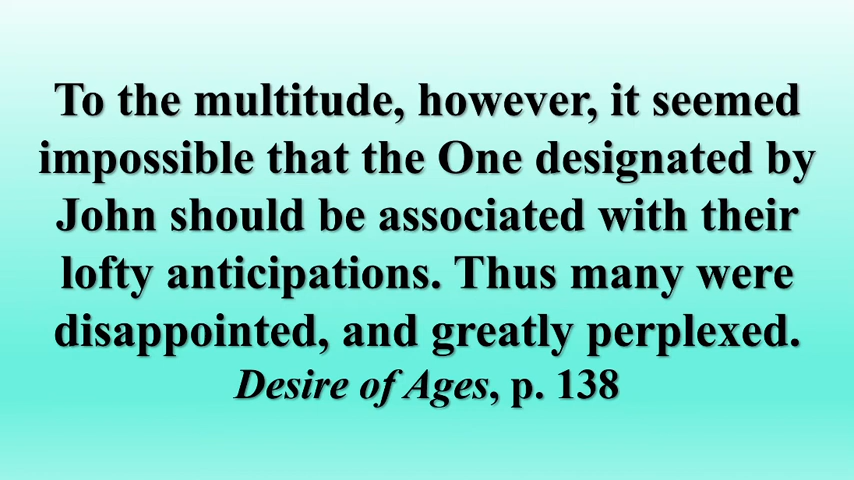 To the multitude, however, it seemed
impossible that the One designated by
John should be associated with their
lofty anticipations. Thus many were
disappointed, and greatly perplexed.
Desire of Ages, p. 138